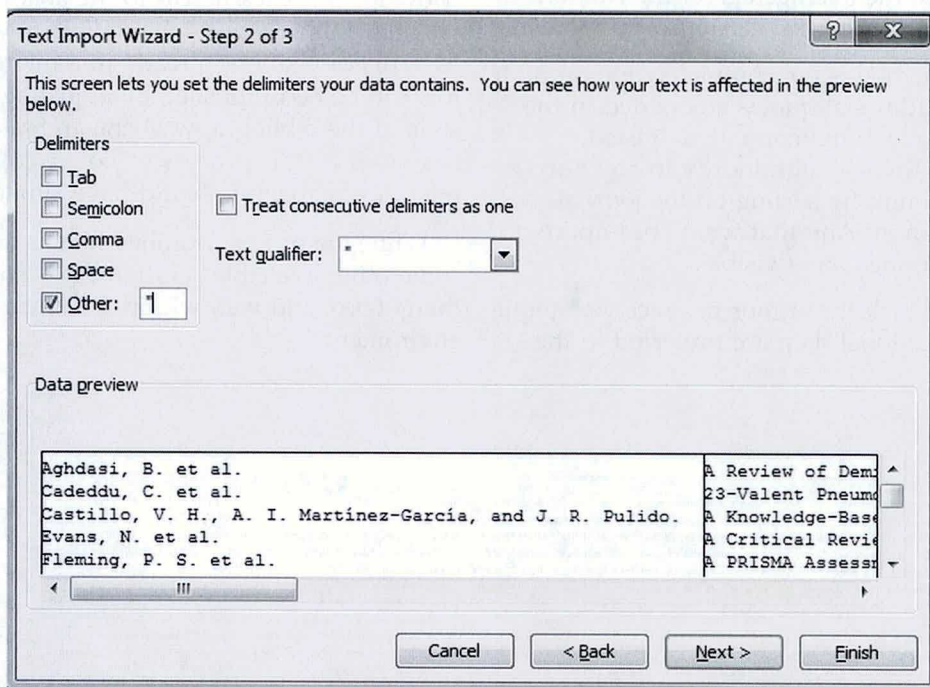 Text Import Wizard - Step 2 of 3
This screen lets you set the delimiters your data contains. You can see how your text is affected in the preview
below.
Delimiters
Tab
Semicolon
Comma
Space
Other: "
Treat consecutive delimiters as one
Text qualifier: "
Data preview
Aghdasi, B. et al. A Review of Demi
Cadeddu, C. et al. 23-Valent Pneumo
Castillo, V. H., A. I. Martínez-García, and J. R. Pulido. A Knowledge-Base
Evans, N. et al. A Critical Revie
Fleming, P. S. et al. A PRISMA Assessm
Cancel < Back Next > Finish